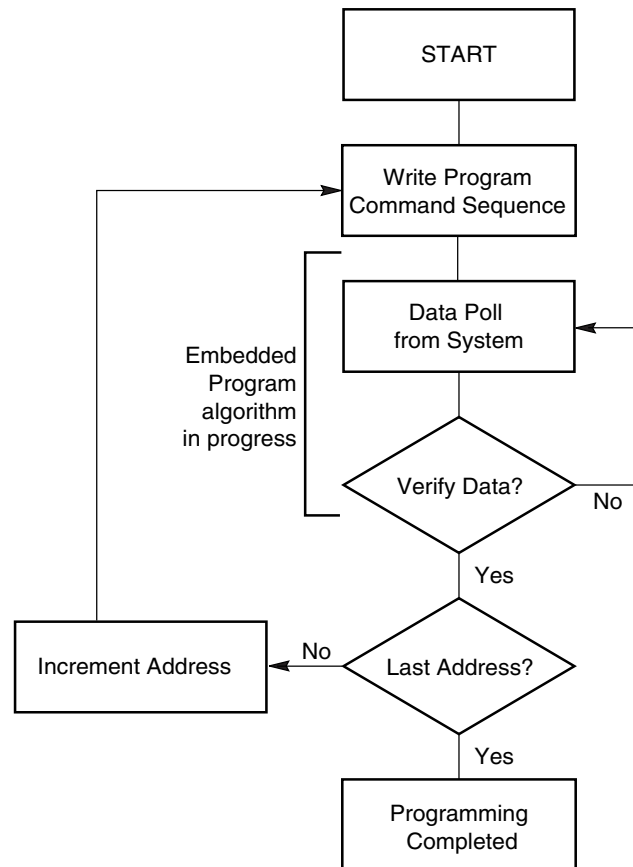 START
Write Program
Command Sequence
Data Poll
from System
Embedded
Program
algorithm
in progress
Verify Data?
No
Yes
Increment Address
No
Last Address?
Yes
Programming
Completed